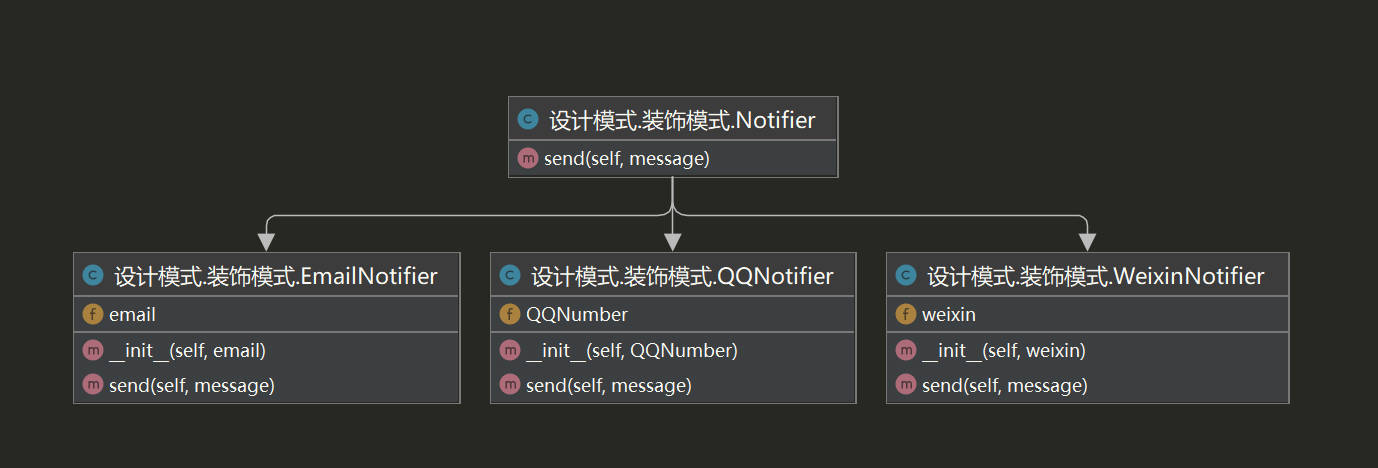 C 设计模式.装饰模式.Notifier
m send(self, message)
C 设计模式.装饰模式.EmailNotifier
f email
m __init__(self, email)
m send(self, message)
C 设计模式.装饰模式.QQNotifier
f QQNumber
m __init__(self, QQNumber)
m send(self, message)
C 设计模式.装饰模式.WeixinNotifier
f weixin
m __init__(self, weixin)
m send(self, message)